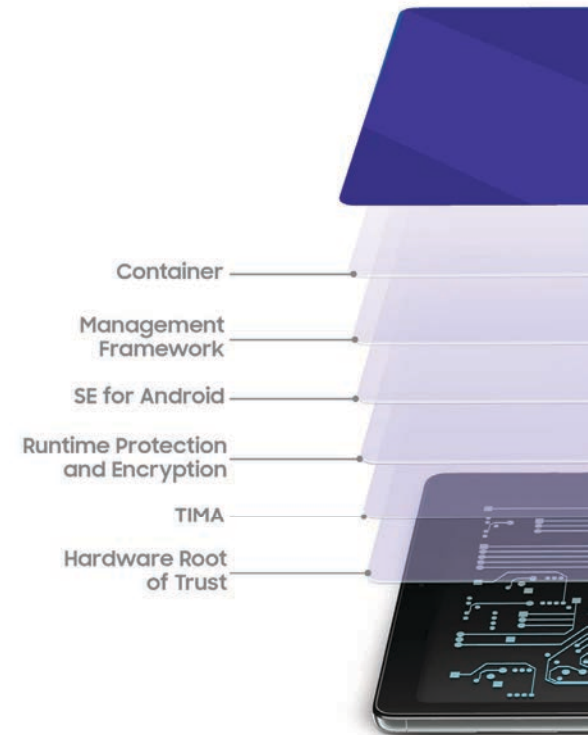 Container
Management
Framework
SE for Android
Runtime Protection
and Encryption
TIMA
Hardware Root
of Trust